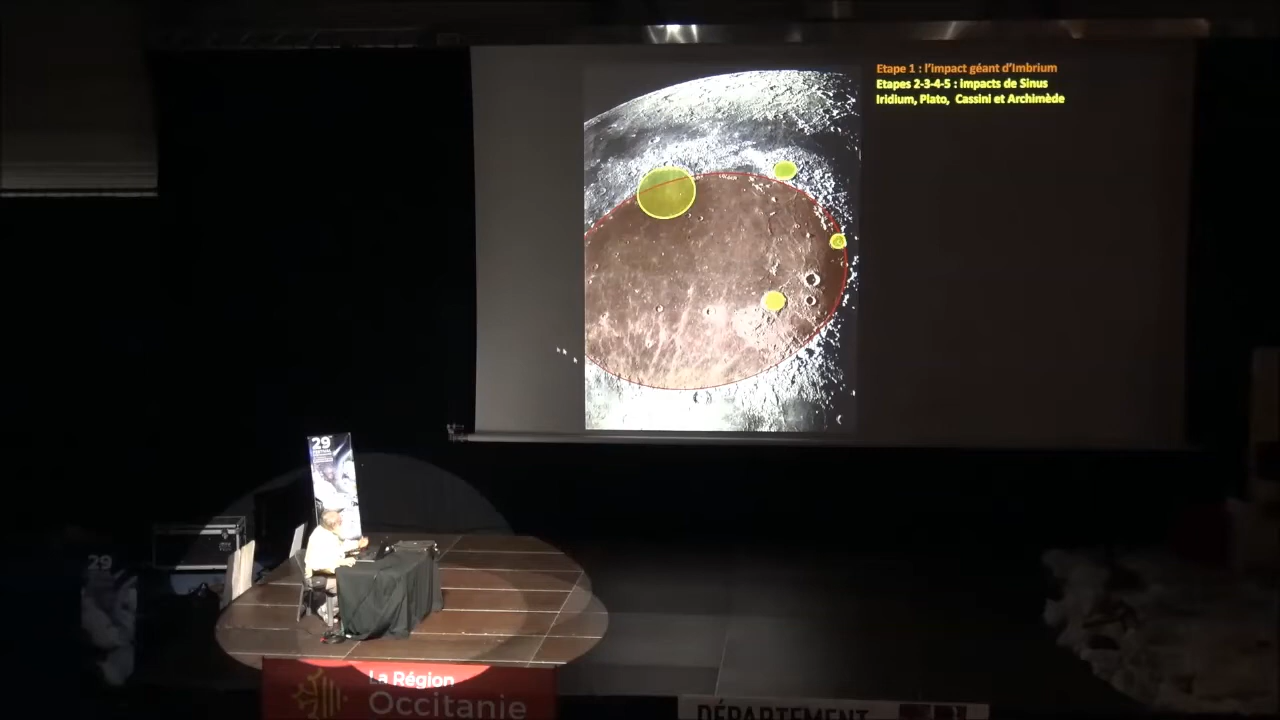 Etape 1 : l'impact géant d'Imbrium
Etapes 2-3-4-5 : impacts de Sinus
Iridium, Plato, Cassini et Archimède
29
29
La Région
Occitanie
DÉPARTEMENT